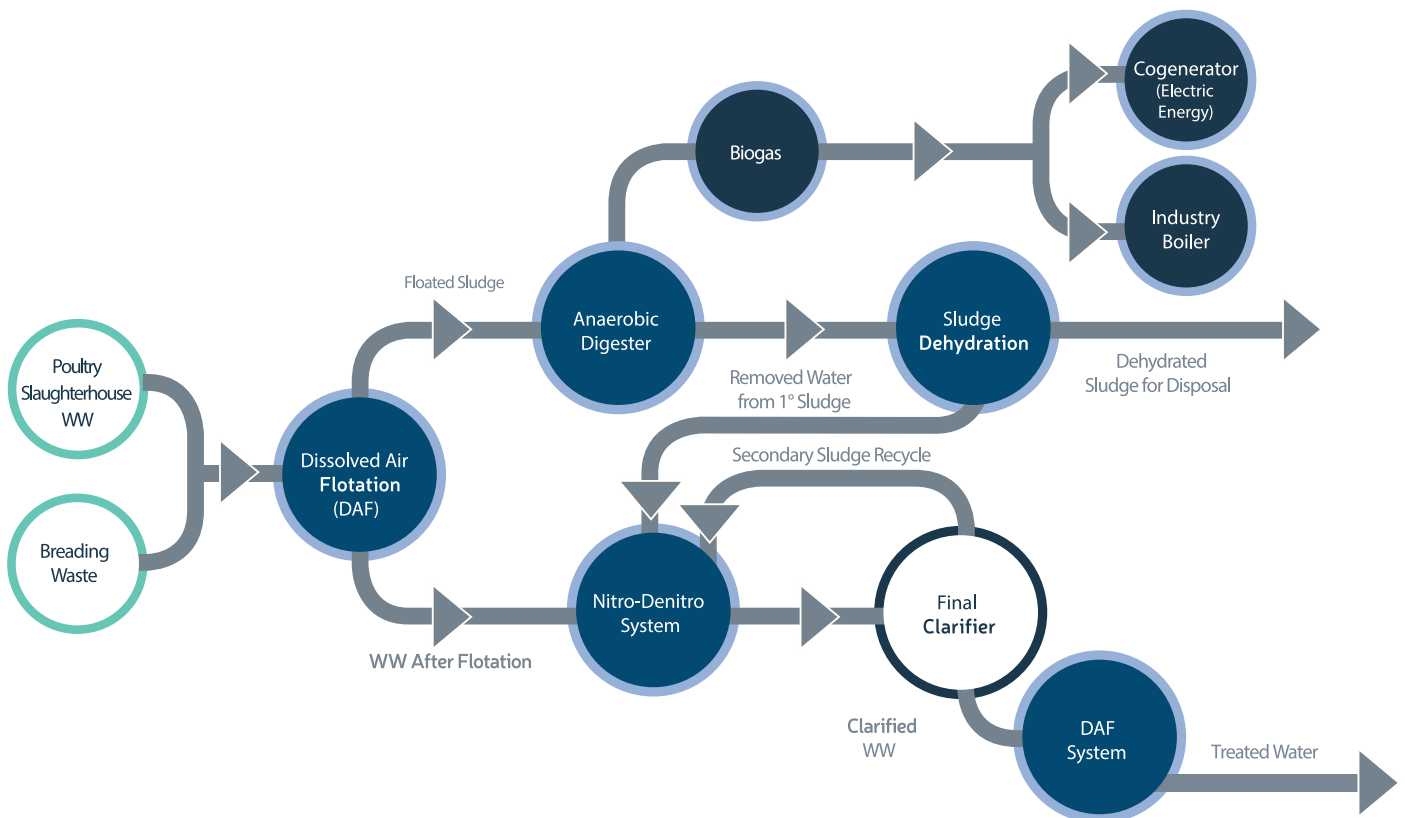 Poultry
Slaughterhouse
WW
Breading
Waste
Dissolved Air
Flotation
(DAF)
Floated Sludge
WW After Flotation
Anaerobic
Digester
Biogas
Cogenerator
(Electric
Energy)
Industry
Boiler
Sludge
Dehydration
Dehydrated
Sludge for Disposal
Removed Water
from 1° Sludge
Secondary Sludge Recycle
Nitro-Denitro
System
Final
Clarifier
Clarified
WW
DAF
System
Treated Water